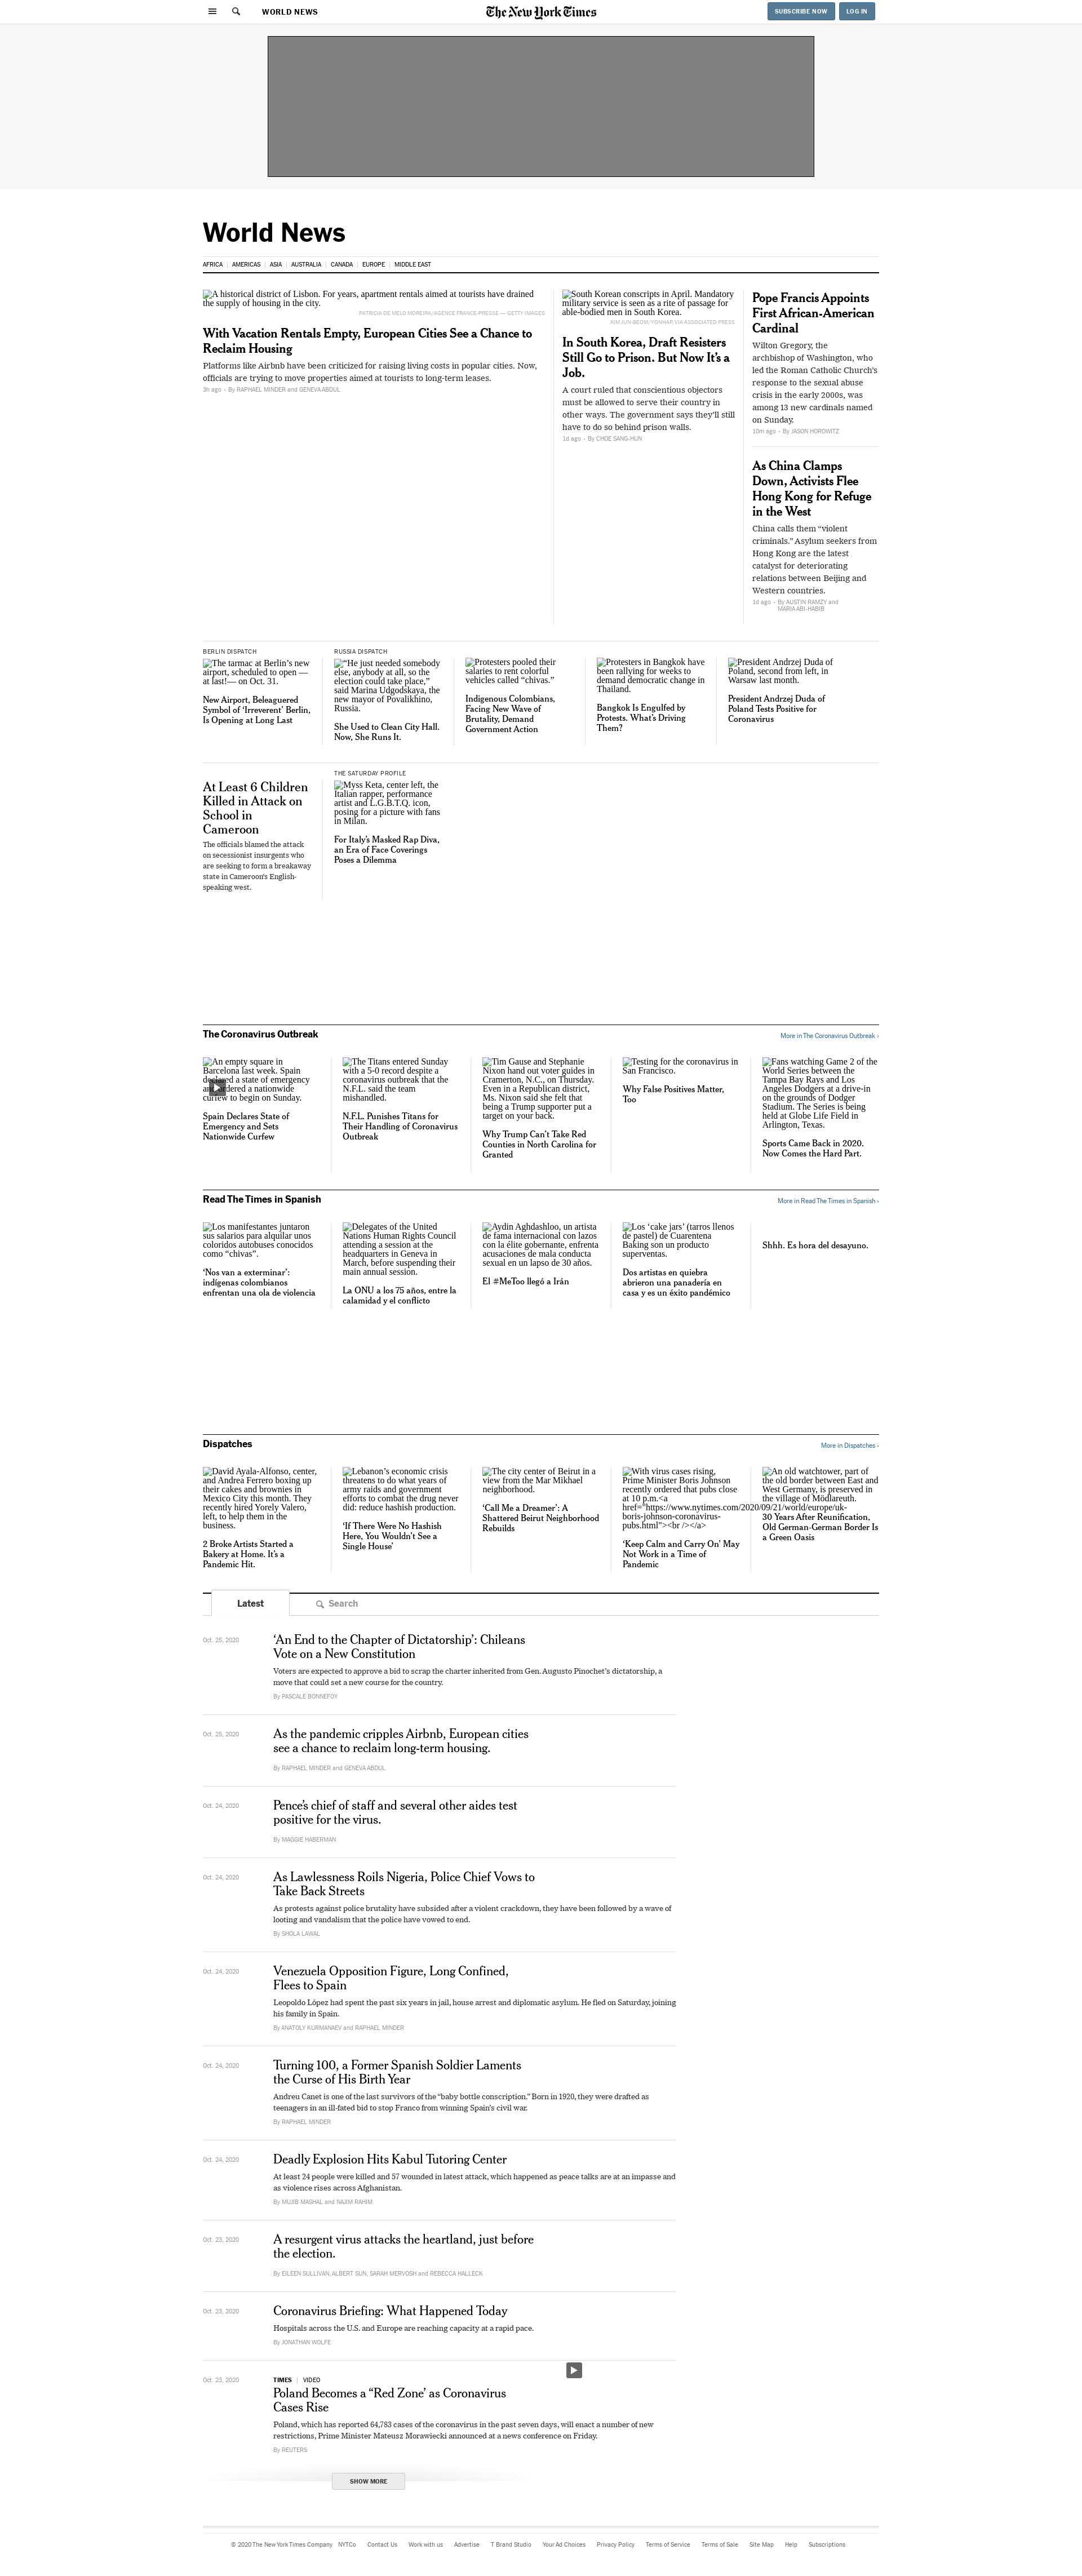 WORLD NEWS
The New York Times
SUBSCRIBE NOW
LOG IN
World News
AFRICA
AMERICAS
ASIA
AUSTRALIA
CANADA
EUROPE
MIDDLE EAST
A historical district of Lisbon. For years, apartment rentals aimed at tourists have drained
the supply of housing in the city.
PATRICIA DE MELO MOREIRA/AGENCE FRANCE-PRESSE — GETTY IMAGES
With Vacation Rentals Empty, European Cities See a Chance to
Reclaim Housing
Platforms like Airbnb have been criticized for raising living costs in popular cities. Now,
officials are trying to move properties aimed at tourists to long-term leases.
3h ago • By RAPHAEL MINDER and GENEVA ABDUL
South Korean conscripts in April. Mandatory
military service is seen as a rite of passage for
able-bodied men in South Korea.
KIM JUN-BEOM/YONHAP, VIA ASSOCIATED PRESS
In South Korea, Draft Resisters
Still Go to Prison. But Now It’s a
Job.
A court ruled that conscientious objectors
must be allowed to serve their country in
other ways. The government says they’ll still
have to do so behind prison walls.
1d ago • By CHOE SANG-HUN
Pope Francis Appoints
First African-American
Cardinal
Wilton Gregory, the
archbishop of Washington, who
led the Roman Catholic Church’s
response to the sexual abuse
crisis in the early 2000s, was
among 13 new cardinals named
on Sunday.
10m ago • By JASON HOROWITZ
As China Clamps
Down, Activists Flee
Hong Kong for Refuge
in the West
China calls them “violent
criminals.” Asylum seekers from
Hong Kong are the latest
catalyst for deteriorating
relations between Beijing and
Western countries.
1d ago • By AUSTIN RAMZY and
MARIA ABI-HABIB
BERLIN DISPATCH
The tarmac at Berlin’s new
airport, scheduled to open —
at last!— on Oct. 31.
New Airport, Beleaguered
Symbol of ‘Irreverent’ Berlin,
Is Opening at Long Last
RUSSIA DISPATCH
“He just needed somebody
else, anybody at all, so the
election could take place,”
said Marina Udgodskaya, the
new mayor of Povalikhino,
Russia.
She Used to Clean City Hall.
Now, She Runs It.
Protesters pooled their
salaries to rent colorful
vehicles called “chivas.”
Indigenous Colombians,
Facing New Wave of
Brutality, Demand
Government Action
Protesters in Bangkok have
been rallying for weeks to
demand democratic change in
Thailand.
Bangkok Is Engulfed by
Protests. What’s Driving
Them?
President Andrzej Duda of
Poland, second from left, in
Warsaw last month.
President Andrzej Duda of
Poland Tests Positive for
Coronavirus
At Least 6 Children
Killed in Attack on
School in
Cameroon
The officials blamed the attack
on secessionist insurgents who
are seeking to form a breakaway
state in Cameroon’s English-
speaking west.
THE SATURDAY PROFILE
Myss Keta, center left, the
Italian rapper, performance
artist and L.G.B.T.Q. icon,
posing for a picture with fans
in Milan.
For Italy’s Masked Rap Diva,
an Era of Face Coverings
Poses a Dilemma
The Coronavirus Outbreak
More in The Coronavirus Outbreak ›
An empty square in
Barcelona last week. Spain
declared a state of emergency
and ordered a nationwide
curfew to begin on Sunday.
Spain Declares State of
Emergency and Sets
Nationwide Curfew
The Titans entered Sunday
with a 5-0 record despite a
coronavirus outbreak that the
N.F.L. said the team
mishandled.
N.F.L. Punishes Titans for
Their Handling of Coronavirus
Outbreak
Tim Gause and Stephanie
Nixon hand out voter guides in
Cramerton, N.C., on Thursday.
Even in a Republican district,
Ms. Nixon said she felt that
being a Trump supporter put a
target on your back.
Why Trump Can’t Take Red
Counties in North Carolina for
Granted
Testing for the coronavirus in
San Francisco.
Why False Positives Matter,
Too
Fans watching Game 2 of the
World Series between the
Tampa Bay Rays and Los
Angeles Dodgers at a drive-in
on the grounds of Dodger
Stadium. The Series is being
held at Globe Life Field in
Arlington, Texas.
Sports Came Back in 2020.
Now Comes the Hard Part.
Read The Times in Spanish
More in Read The Times in Spanish ›
Los manifestantes juntaron
sus salarios para alquilar unos
coloridos autobuses conocidos
como “chivas”.
‘Nos van a exterminar’:
indígenas colombianos
enfrentan una ola de violencia
Delegates of the United
Nations Human Rights Council
attending a session at the
headquarters in Geneva in
March, before suspending their
main annual session.
La ONU a los 75 años, entre la
calamidad y el conflicto
Aydin Aghdashloo, un artista
de fama internacional con lazos
con la élite gobernante, enfrenta
acusaciones de mala conducta
sexual en un lapso de 30 años.
El #MeToo llegó a Irán
Los ‘cake jars’ (tarros llenos
de pastel) de Cuarentena
Baking son un producto
superventas.
Dos artistas en quiebra
abrieron una panadería en
casa y es un éxito pandémico
Shhh. Es hora del desayuno.
Dispatches
More in Dispatches ›
David Ayala-Alfonso, center,
and Andrea Ferrero boxing up
their cakes and brownies in
Mexico City this month. They
recently hired Yorely Valero,
left, to help them in the
business.
2 Broke Artists Started a
Bakery at Home. It’s a
Pandemic Hit.
Lebanon’s economic crisis
threatens to do what years of
army raids and government
efforts to combat the drug never
did: reduce hashish production.
‘If There Were No Hashish
Here, You Wouldn’t See a
Single House’
The city center of Beirut in a
view from the Mar Mikhael
neighborhood.
‘Call Me a Dreamer’: A
Shattered Beirut Neighborhood
Rebuilds
With virus cases rising,
Prime Minister Boris Johnson
recently ordered that pubs close
at 10 p.m.<a
href="https://www.nytimes.com/2020/09/21/world/europe/uk-
boris-johnson-coronavirus-
pubs.html"><br /></a>
‘Keep Calm and Carry On’ May
Not Work in a Time of
Pandemic
An old watchtower, part of
the old border between East and
West Germany, is preserved in
the village of Mödlareuth.
30 Years After Reunification,
Old German-German Border Is
a Green Oasis
Latest
Search
Oct. 25, 2020
‘An End to the Chapter of Dictatorship’: Chileans
Vote on a New Constitution
Voters are expected to approve a bid to scrap the charter inherited from Gen. Augusto Pinochet’s dictatorship, a
move that could set a new course for the country.
By PASCALE BONNEFOY
Oct. 25, 2020
As the pandemic cripples Airbnb, European cities
see a chance to reclaim long-term housing.
By RAPHAEL MINDER and GENEVA ABDUL
Oct. 24, 2020
Pence’s chief of staff and several other aides test
positive for the virus.
By MAGGIE HABERMAN
Oct. 24, 2020
As Lawlessness Roils Nigeria, Police Chief Vows to
Take Back Streets
As protests against police brutality have subsided after a violent crackdown, they have been followed by a wave of
looting and vandalism that the police have vowed to end.
By SHOLA LAWAL
Oct. 24, 2020
Venezuela Opposition Figure, Long Confined,
Flees to Spain
Leopoldo López had spent the past six years in jail, house arrest and diplomatic asylum. He fled on Saturday, joining
his family in Spain.
By ANATOLY KURMANAEV and RAPHAEL MINDER
Oct. 24, 2020
Turning 100, a Former Spanish Soldier Laments
the Curse of His Birth Year
Andreu Canet is one of the last survivors of the “baby bottle conscription.” Born in 1920, they were drafted as
teenagers in an ill-fated bid to stop Franco from winning Spain’s civil war.
By RAPHAEL MINDER
Oct. 24, 2020
Deadly Explosion Hits Kabul Tutoring Center
At least 24 people were killed and 57 wounded in latest attack, which happened as peace talks are at an impasse and
as violence rises across Afghanistan.
By MUJIB MASHAL and NAJIM RAHIM
Oct. 23, 2020
A resurgent virus attacks the heartland, just before
the election.
By EILEEN SULLIVAN, ALBERT SUN, SARAH MERVOSH and REBECCA HALLECK
Oct. 23, 2020
Coronavirus Briefing: What Happened Today
Hospitals across the U.S. and Europe are reaching capacity at a rapid pace.
By JONATHAN WOLFE
Oct. 23, 2020
TIMES | VIDEO
Poland Becomes a “Red Zone’ as Coronavirus
Cases Rise
Poland, which has reported 64,783 cases of the coronavirus in the past seven days, will enact a number of new
restrictions, Prime Minister Mateusz Morawiecki announced at a news conference on Friday.
By REUTERS
SHOW MORE
© 2020 The New York Times Company
NYTCo
Contact Us
Work with us
Advertise
T Brand Studio
Your Ad Choices
Privacy Policy
Terms of Service
Terms of Sale
Site Map
Help
Subscriptions